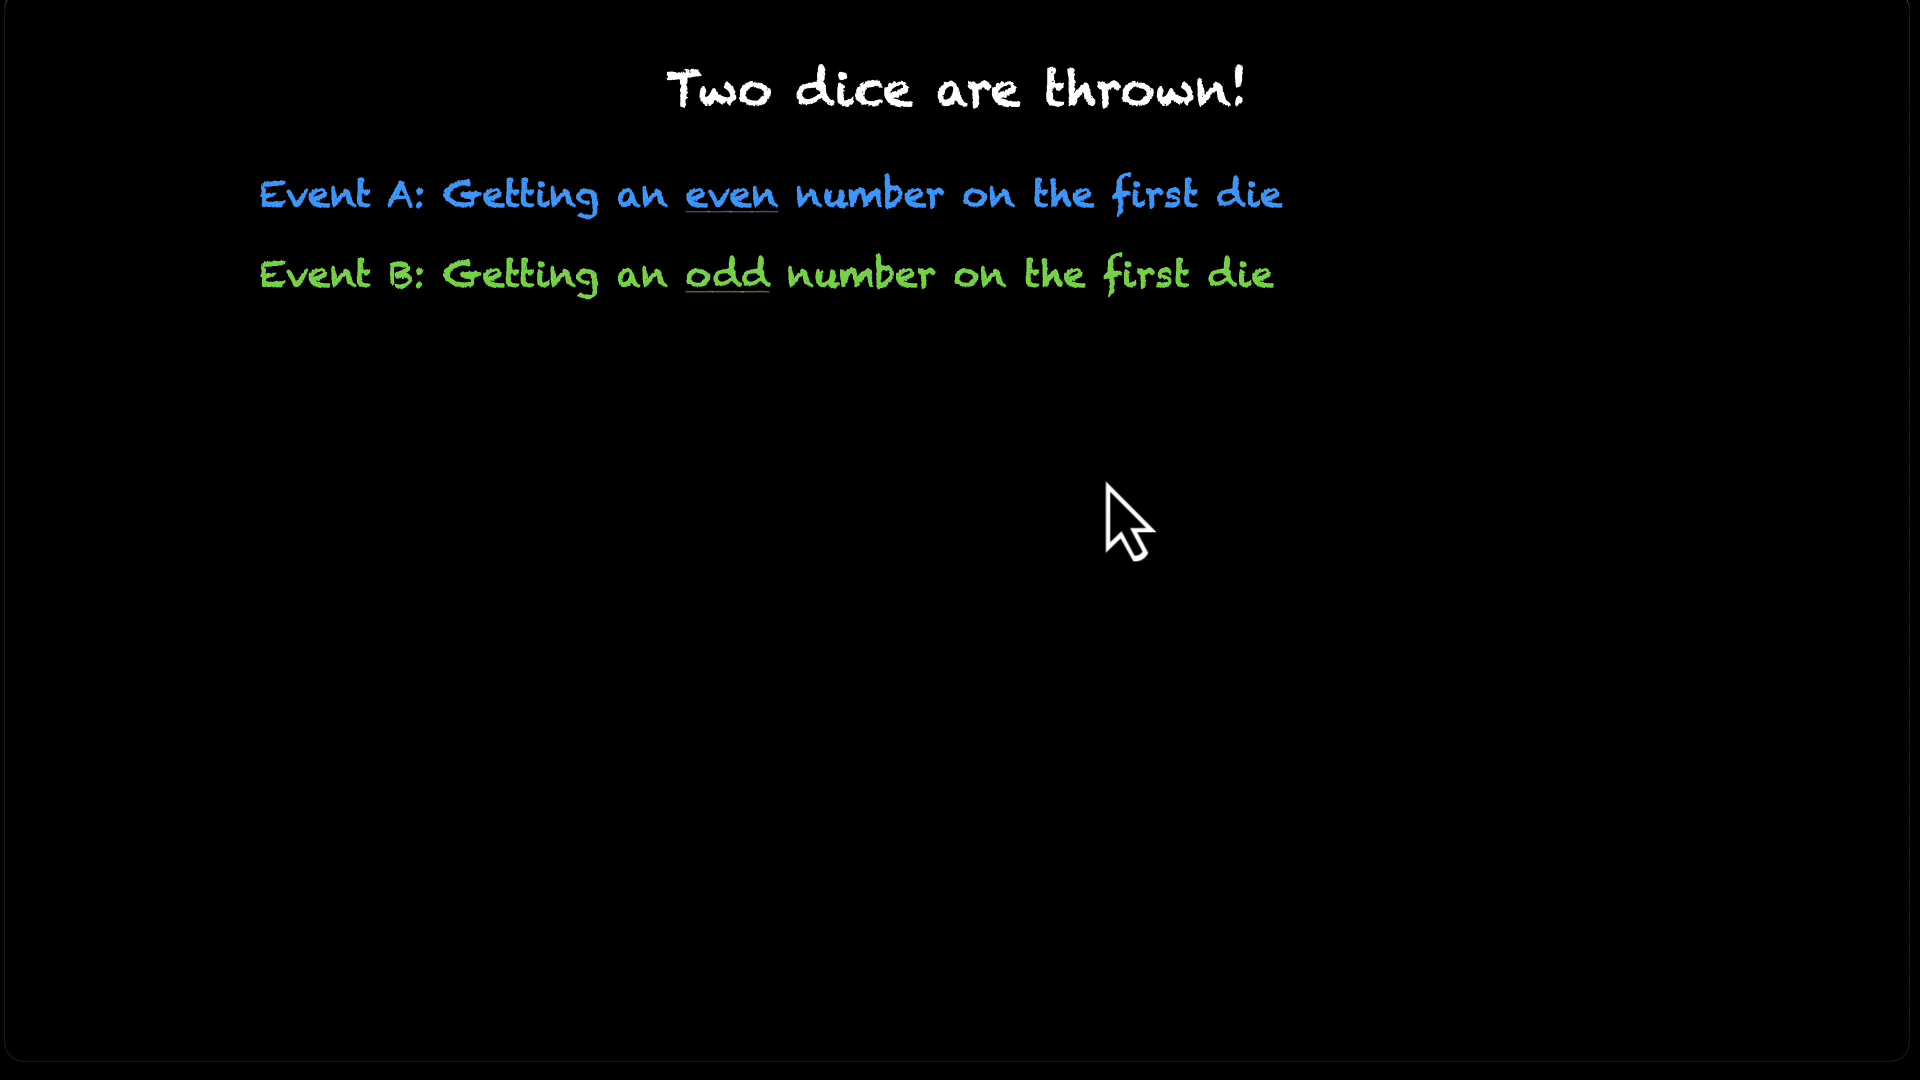 Two dice are thrown!
Event A: Getting an even number on the first die
Event B: Getting an odd number on the first die